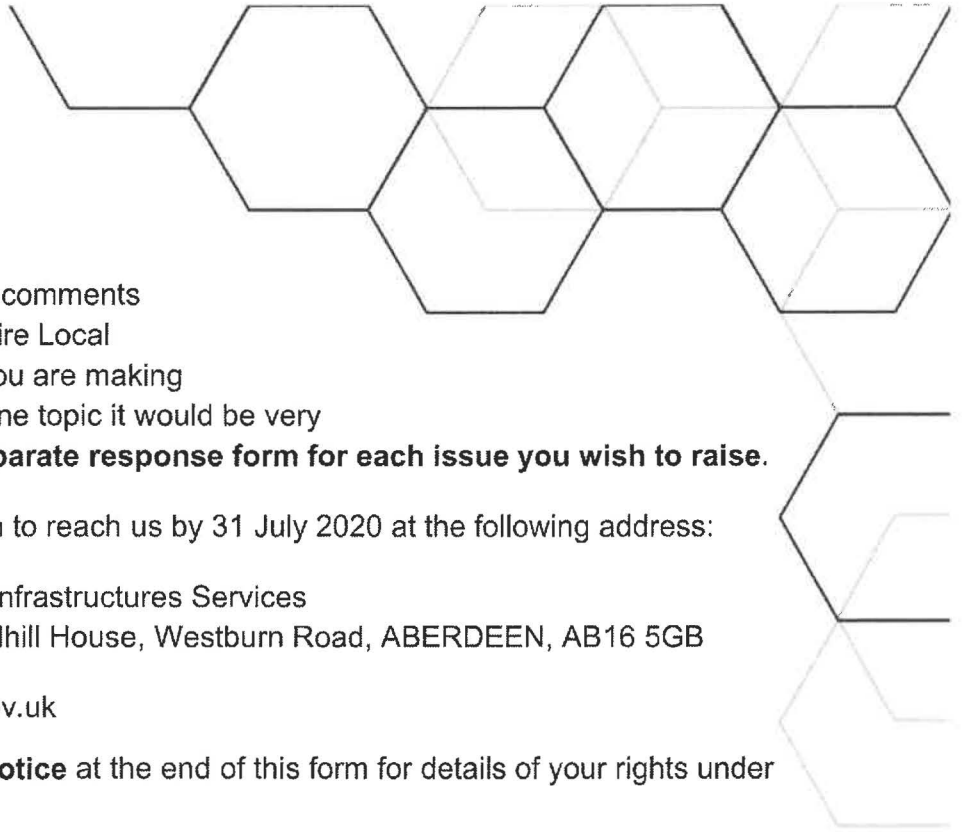 comments
ire Local
ou are making
ne topic it would be very
parate response form for each issue you wish to raise.
n to reach us by 31 July 2020 at the following address:
nfrastructures Services
lhill House, Westburn Road, ABERDEEN, AB16 5GB
v.uk
otice at the end of this form for details of your rights under